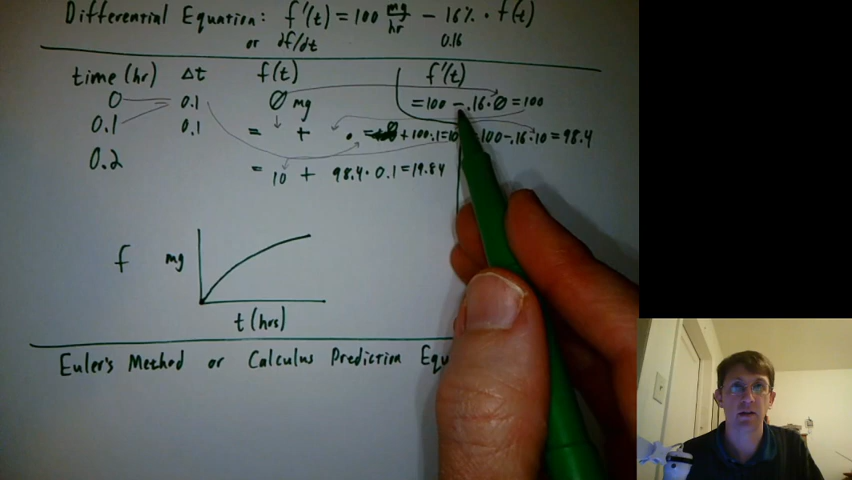 Differential Equation: f'(t) = 100 mg/hr - 16% · f(t)
or df/dt 0.16
time (hr) Δt f(t) f'(t)
0 0.1 0 mg = 100 - .16 · 0 = 100
0.1 0.1 = + · = + 100 · .1 = 10 100 - .16 · 10 = 98.4
0.2 = 10 + 98.4 · 0.1 = 19.84
f mg
t (hrs)
Euler's Method or Calculus Prediction Equ